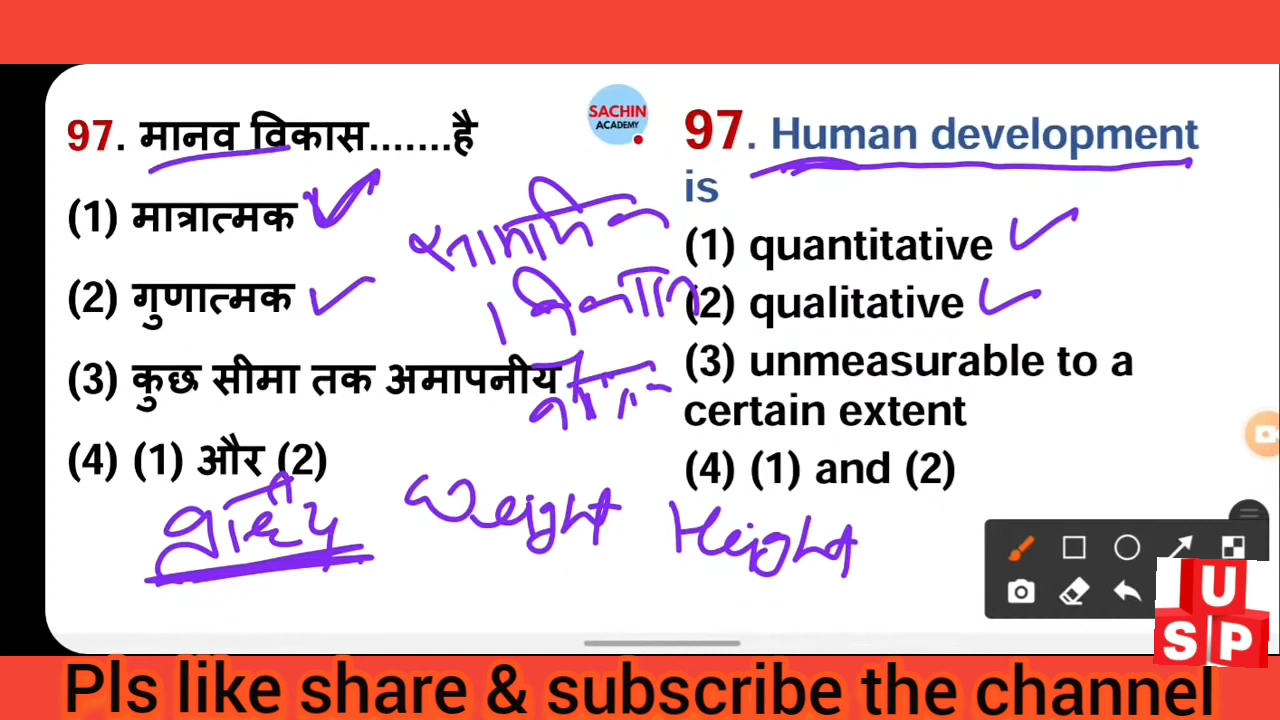 SACHIN
ACADEMY
97. मानव विकास.......है
(1) मात्रात्मक
(2) गुणात्मक
(3) कुछ सीमा तक अमापनीय
(4) (1) और (2)
97. Human development
is
(1) quantitative
(2) qualitative
(3) unmeasurable to a
certain extent
(4) (1) and (2)
Weight Height
U
SP
Pls like share & subscribe the channel